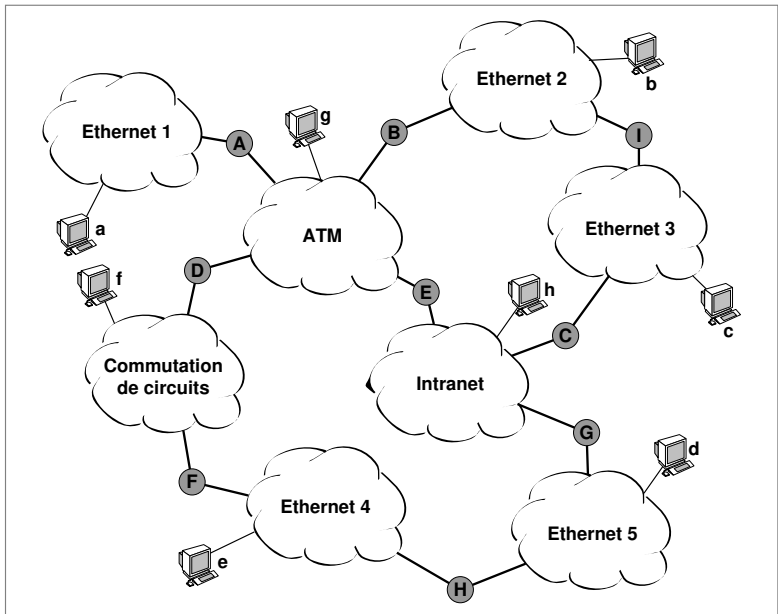 Ethernet 2
b
g
Ethernet 1
A
B
I
a
ATM
Ethernet 3
f
D
E
h
c
C
Commutation
de circuits
Intranet
G
d
F
Ethernet 4
Ethernet 5
e
H